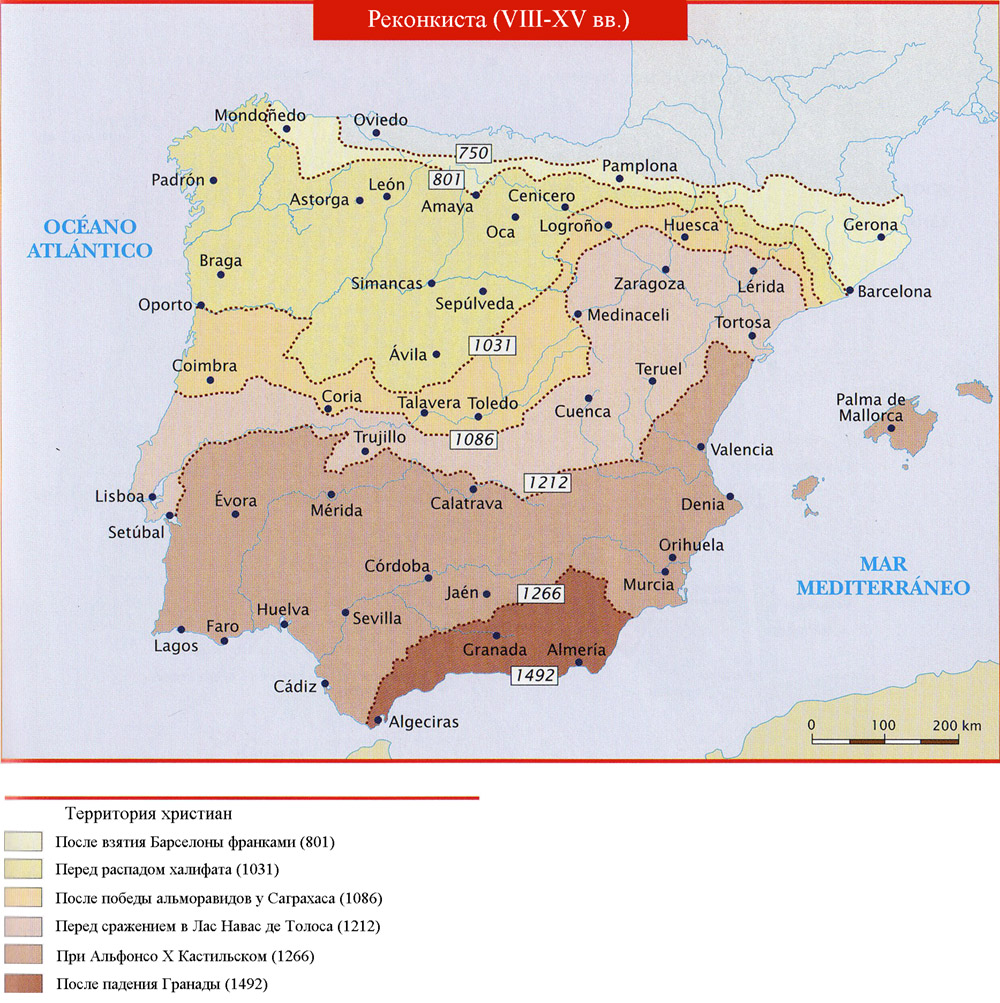 Реконкиста (VIII-XV вв.)
Mondoñedo
Oviedo
750
Pamplona
801
Padrón
León
Astorga
Amaya
Cenicero
Oca
Logroño
Huesca
Gerona
OCÉANO
ATLÁNTICO
Braga
Simancas
Sepúlveda
Zaragoza
Lérida
Barcelona
Oporto
Medinaceli
Tortosa
1031
Ávila
Coimbra
Teruel
Coria
Talavera
Toledo
Cuenca
Palma de
Mallorca
Trujillo
1086
Valencia
1212
Lisboa
Évora
Mérida
Calatrava
Denia
Setúbal
Orihuela
Córdoba
Murcia
MAR
MEDITERRÁNEO
Jaén
1266
Huelva
Sevilla
Lagos
Faro
Granada
Almería
1492
Cádiz
Algeciras
0 100 200 km
Территория христиан
После взятия Барселоны франками (801)
Перед распадом халифата (1031)
После победы альморавидов у Саграхаса (1086)
Перед сражением в Лас Навас де Толоса (1212)
При Альфонсо X Кастильском (1266)
После падения Гранады (1492)